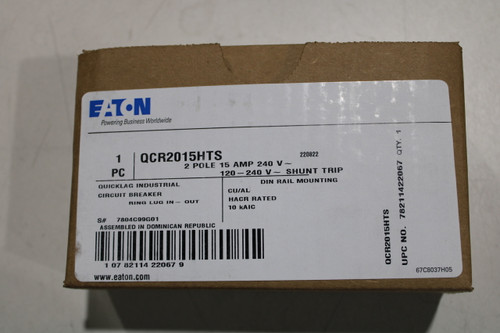 EATON
Powering Business Worldwide
1 PC
QCR2015HTS
220822
2 POLE 15 AMP 240 V~
120-240 V~ SHUNT TRIP
QUICKLAG INDUSTRIAL
DIN RAIL MOUNTING
CIRCUIT BREAKER
CU/AL
RING LUG IN- OUT
HACR RATED
10 kAIC
S# 7804C99G01
ASSEMBLED IN DOMINICAN REPUBLIC
1 07 82114 22067 9
www.eaton.com
QCR2015HTS
UPC NO. 78211422067 QTY. 1
67C8037H05